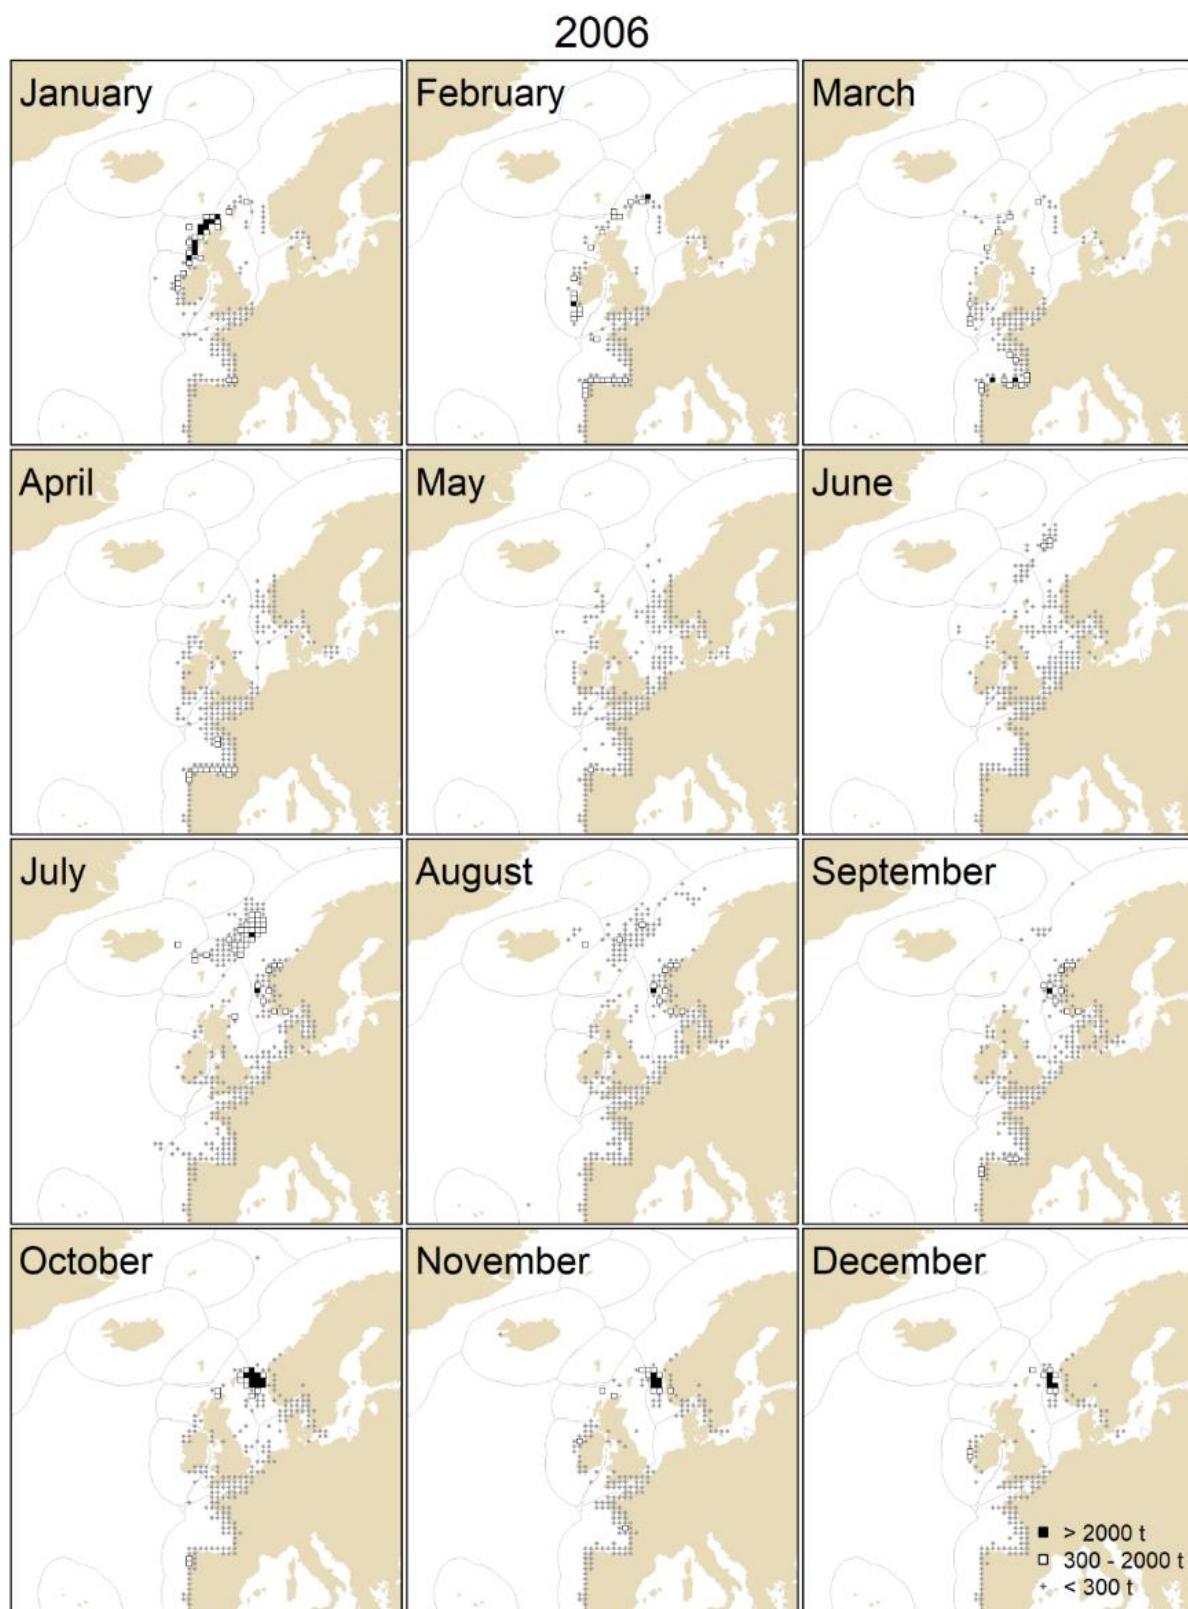 2006
January
February
March
April
May
June
July
August
September
October
November
December
> 2000 t
300 - 2000 t
< 300 t